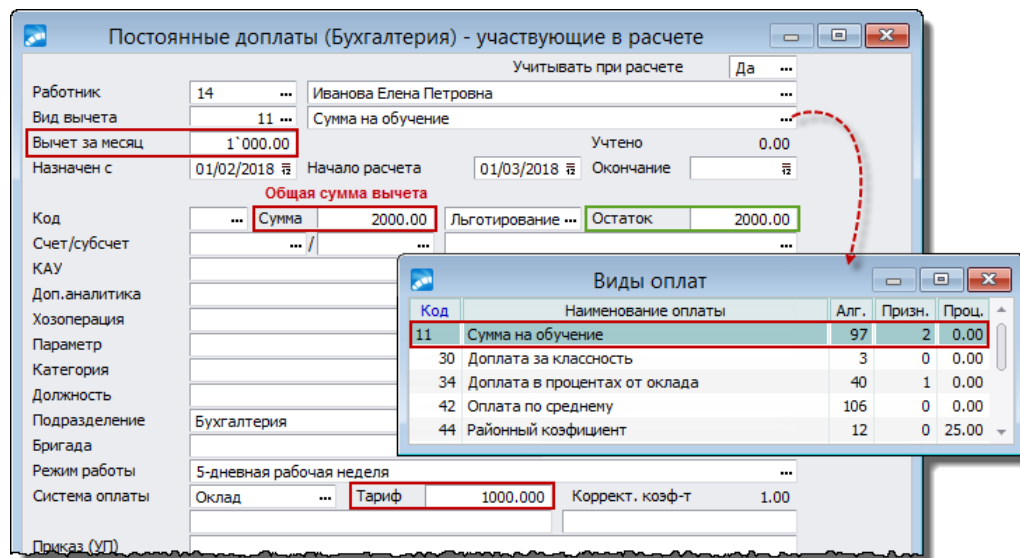 Постоянные доплаты (Бухгалтерия) - участвующие в расчете
Учитывать при расчете Да ...
Работник 14 ... Иванова Елена Петровна ...
Вид вычета 11 ... Сумма на обучение ...
Вычет за месяц 1`000.00 Учтено 0.00
Назначен с 01/02/2018 12 Начало расчета 01/03/2018 12 Окончание 12
Общая сумма вычета
Код ... Сумма 2000.00 Льготирование ... Остаток 2000.00
Счет/субсчет ... / ... ...
КАУ
Доп.аналитика
Хозоперация
Параметр
Категория
Должность
Подразделение Бухгалтерия
Бригада
Режим работы 5-дневная рабочая неделя ...
Система оплаты Оклад ... Тариф 1000.000 Коррект. коэф-т 1.00
Приказ (УП)
Виды оплат
Код Наименование оплаты Алг. Призн. Проц.
11 Сумма на обучение 97 2 0.00
30 Доплата за классность 3 0 0.00
34 Доплата в процентах от оклада 40 1 0.00
42 Оплата по среднему 106 0 0.00
44 Районный коэфициент 12 0 25.00